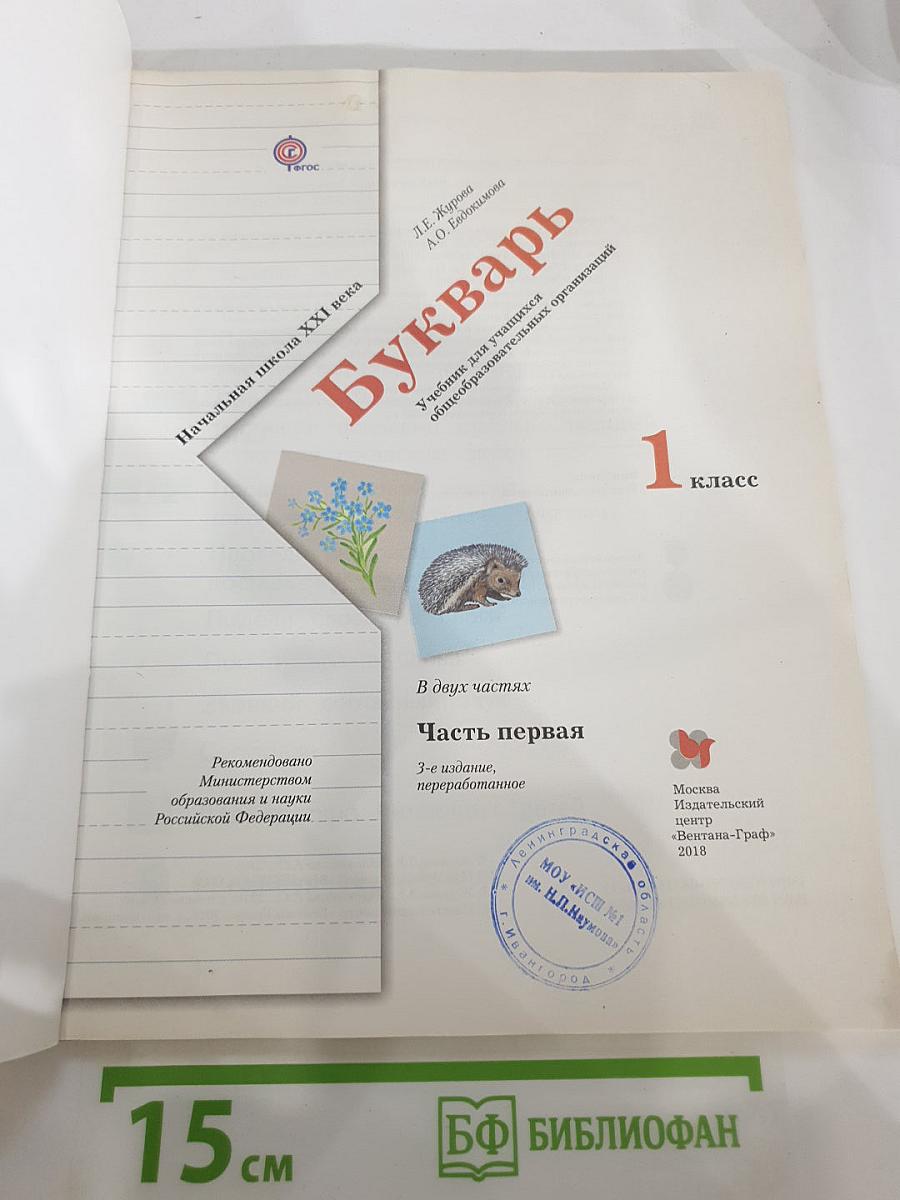 ФГОС
Л.Е. Журова
А.О. Евдокимова
Начальная школа XXI века
Букварь
Учебник для учащихся
общеобразовательных организаций
1 класс
В двух частях
Часть первая
3-е издание,
переработанное
Рекомендовано
Министерством
образования и науки
Российской Федерации
Москва
Издательский
центр
«Вентана-Граф»
2018
Ленинградская область
МОУ «ИСШ №1
им. Н.П.Наумова»
г. Ивангород
15 см
БФ БИБЛИОФАН